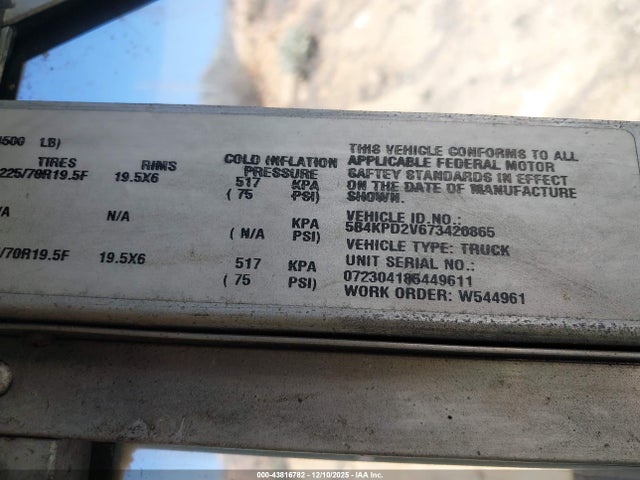 4500 LB)
TIRES RIMS COLD INFLATION PRESSURE
225/70R19.5F 19.5X6 517 KPA
( 75 PSI)
N/A KPA
( N/A PSI)
/70R19.5F 19.5X6 517 KPA
( 75 PSI)
THIS VEHICLE CONFORMS TO ALL
APPLICABLE FEDERAL MOTOR
SAFTEY STANDARDS IN EFFECT
ON THE DATE OF MANUFACTURE
SHOWN.
VEHICLE ID NO.:
5B4KPD2V673420865
VEHICLE TYPE: TRUCK
UNIT SERIAL NO.:
WORK ORDER: W544961
000-43816782 - 12/10/2025 - IAA Inc.